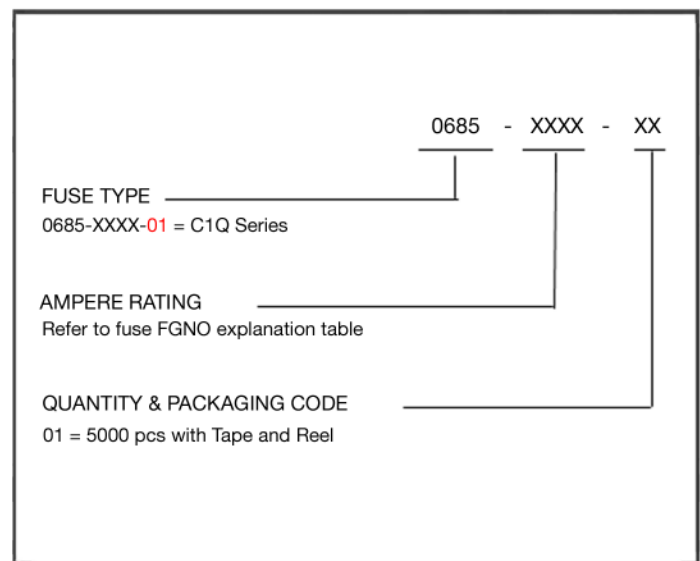 0685 - XXXX - XX
FUSE TYPE
0685-XXXX-01 = C1Q Series
AMPERE RATING
Refer to fuse FGNO explanation table
QUANTITY & PACKAGING CODE
01 = 5000 pcs with Tape and Reel